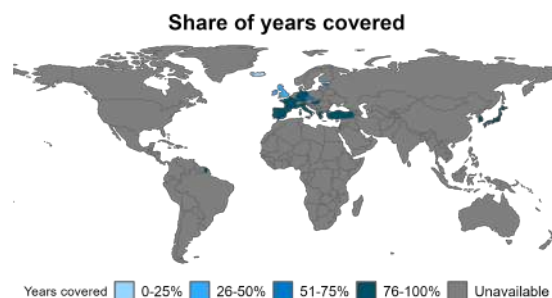 Share of years covered
Years covered 0-25% 26-50% 51-75% 76-100% Unavailable